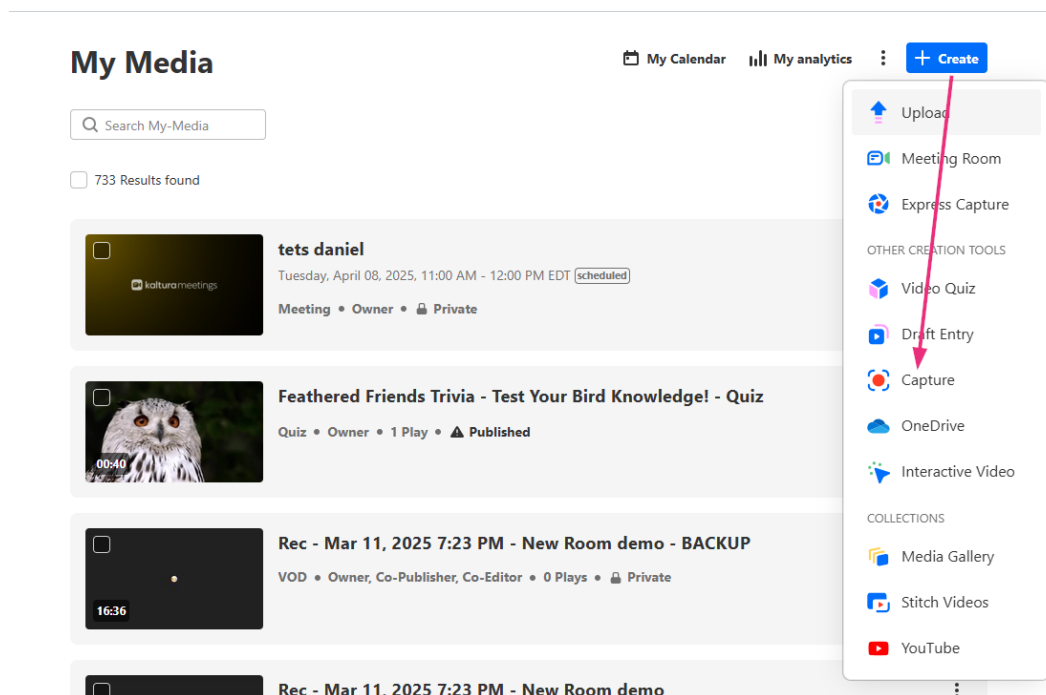 My Media
My Calendar
My analytics
+ Create
Search My-Media
733 Results found
tets daniel
Tuesday, April 08, 2025, 11:00 AM - 12:00 PM EDT scheduled
Meeting • Owner • Private
kalturameetings
Feathered Friends Trivia - Test Your Bird Knowledge! - Quiz
Quiz • Owner • 1 Play • Published
00:40
Rec - Mar 11, 2025 7:23 PM - New Room demo - BACKUP
VOD • Owner, Co-Publisher, Co-Editor • 0 Plays • Private
16:36
Rec - Mar 11, 2025 7:23 PM - New Room demo
Upload
Meeting Room
Express Capture
OTHER CREATION TOOLS
Video Quiz
Draft Entry
Capture
OneDrive
Interactive Video
COLLECTIONS
Media Gallery
Stitch Videos
YouTube